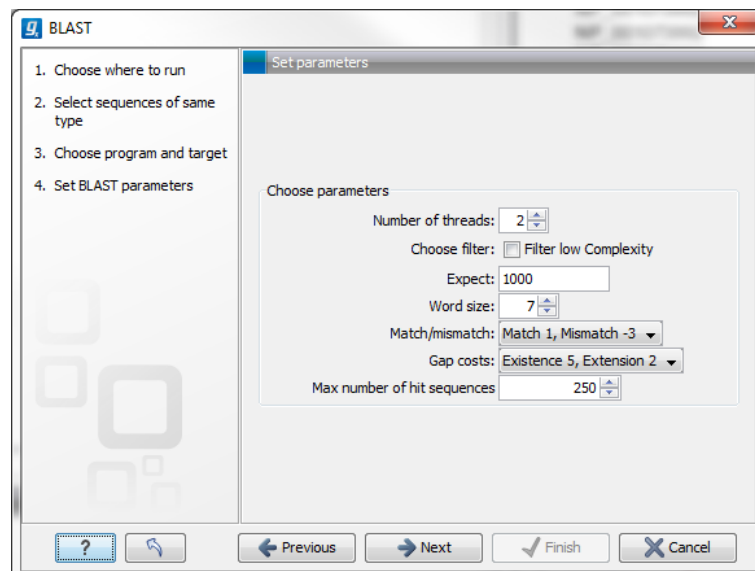 BLAST
1. Choose where to run
2. Select sequences of same
type
3. Choose program and target
4. Set BLAST parameters
Set parameters
Choose parameters
Number of threads: 2
Choose filter: Filter low Complexity
Expect: 1000
Word size: 7
Match/mismatch: Match 1, Mismatch -3
Gap costs: Existence 5, Extension 2
Max number of hit sequences 250
?
Previous
Next
Finish
Cancel